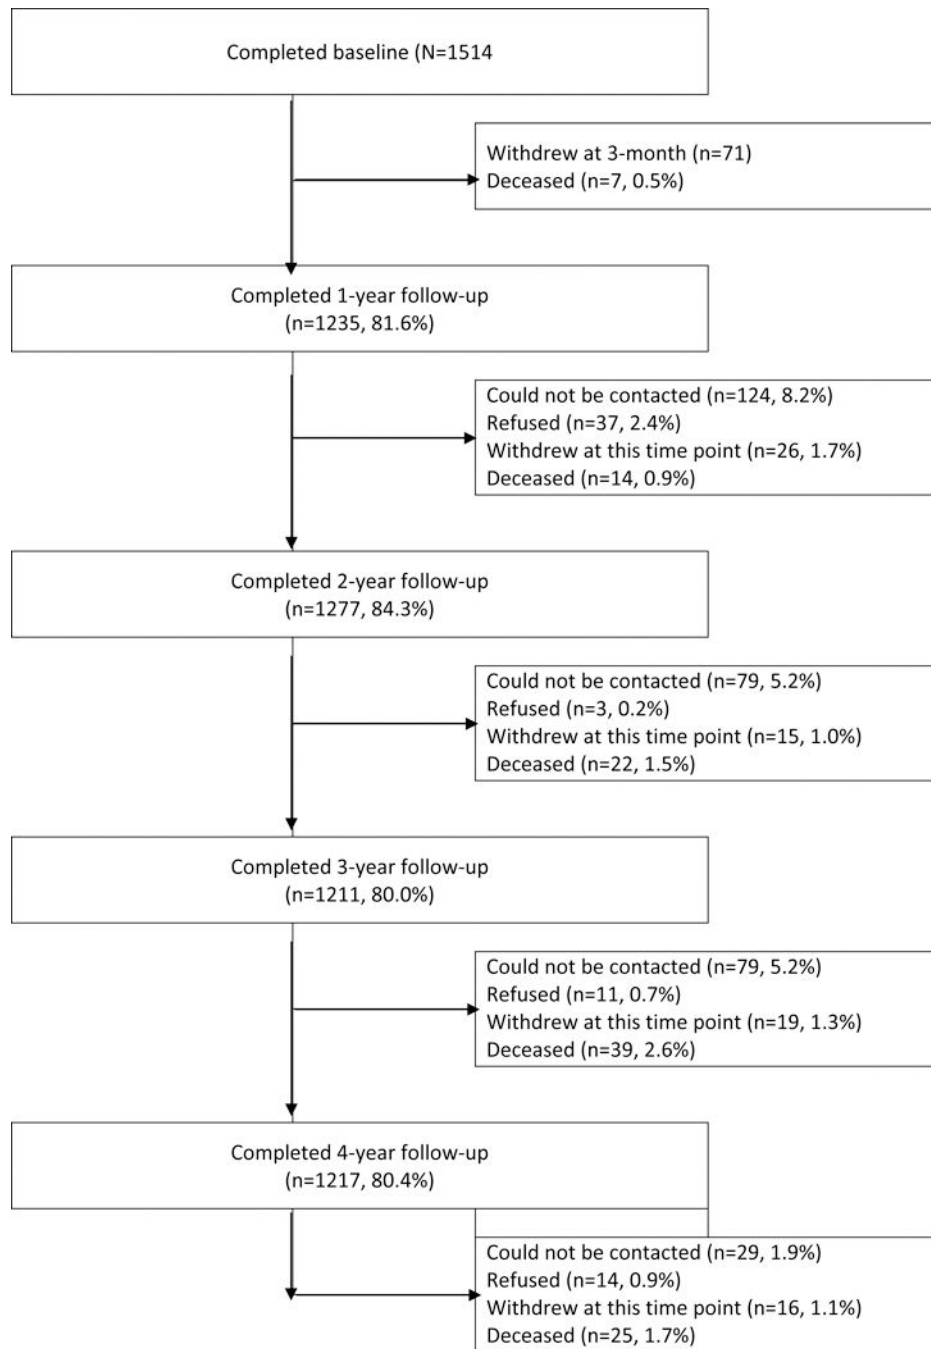 Completed baseline (N=1514
Withdrew at 3-month (n=71)
Deceased (n=7, 0.5%)
Completed 1-year follow-up
(n=1235, 81.6%)
Could not be contacted (n=124, 8.2%)
Refused (n=37, 2.4%)
Withdrew at this time point (n=26, 1.7%)
Deceased (n=14, 0.9%)
Completed 2-year follow-up
(n=1277, 84.3%)
Could not be contacted (n=79, 5.2%)
Refused (n=3, 0.2%)
Withdrew at this time point (n=15, 1.0%)
Deceased (n=22, 1.5%)
Completed 3-year follow-up
(n=1211, 80.0%)
Could not be contacted (n=79, 5.2%)
Refused (n=11, 0.7%)
Withdrew at this time point (n=19, 1.3%)
Deceased (n=39, 2.6%)
Completed 4-year follow-up
(n=1217, 80.4%)
Could not be contacted (n=29, 1.9%)
Refused (n=14, 0.9%)
Withdrew at this time point (n=16, 1.1%)
Deceased (n=25, 1.7%)